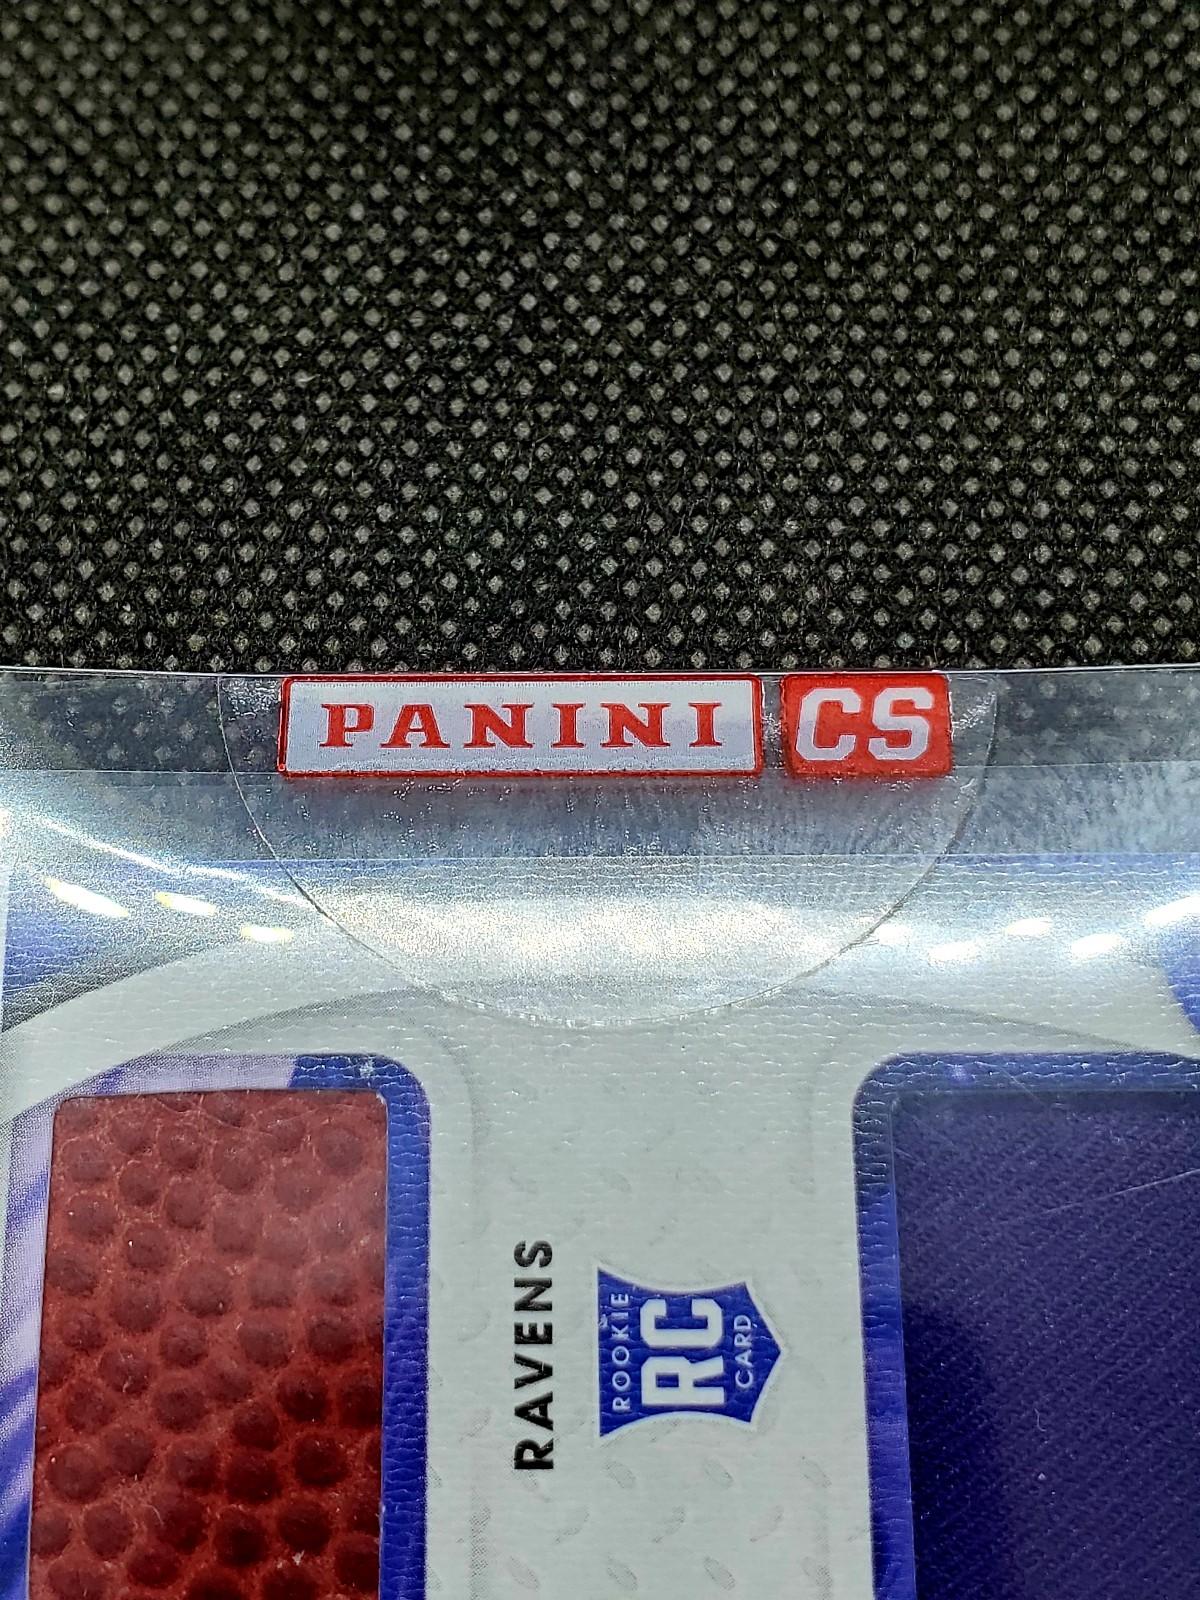 PANINI CS
RAVENS
ROOKIE
RC
CARD